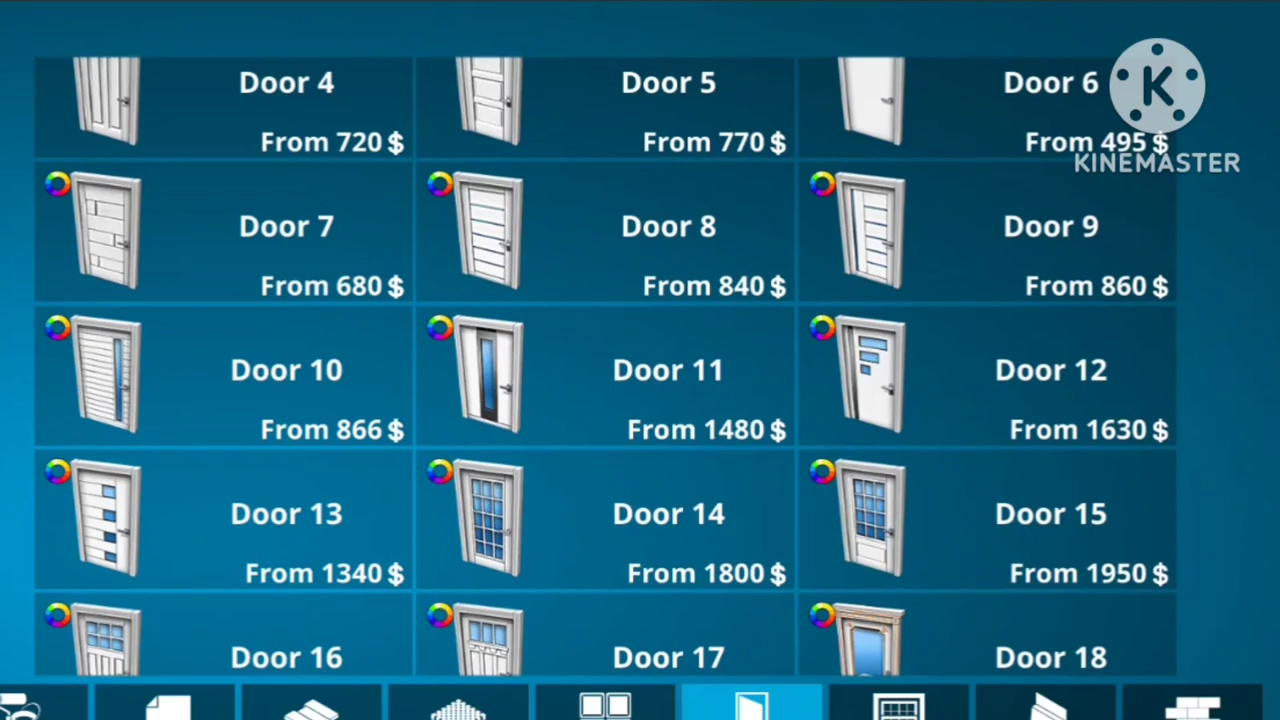 Door 4
From 720 $
Door 5
From 770 $
Door 6
From 495 $
K
KINEMASTER
Door 7
From 680 $
Door 8
From 840 $
Door 9
From 860 $
Door 10
From 866 $
Door 11
From 1480 $
Door 12
From 1630 $
Door 13
From 1340 $
Door 14
From 1800 $
Door 15
From 1950 $
Door 16
Door 17
Door 18